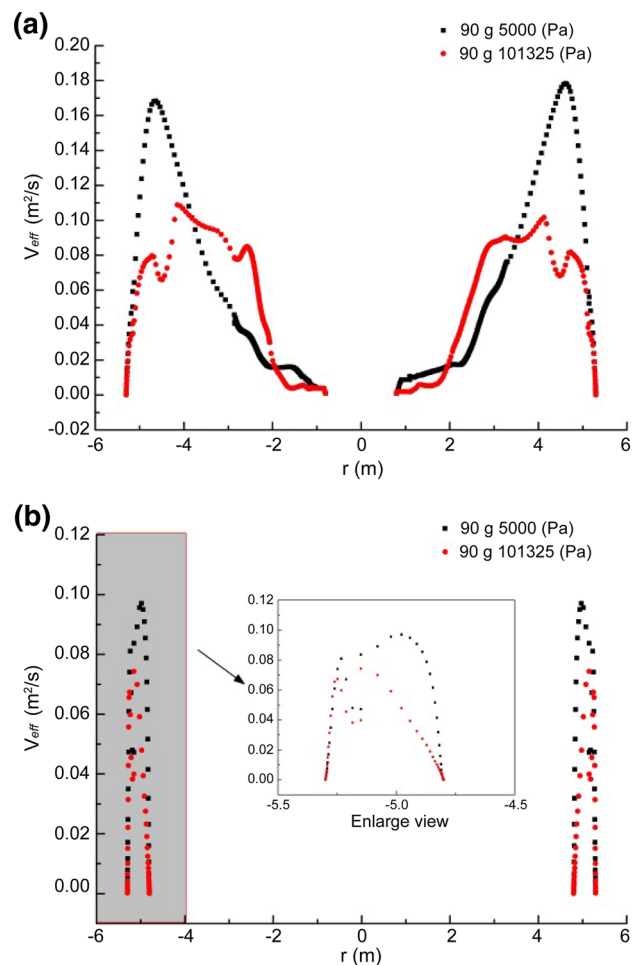 (a)
90 g 5000 (Pa)
90 g 101325 (Pa)
0.20
0.18
0.16
0.14
0.12
0.10
0.08
0.06
0.04
0.02
0.00
-0.02
V_eff (m²/s)
-6 -4 -2 0 2 4 6
r (m)
(b)
90 g 5000 (Pa)
90 g 101325 (Pa)
0.12
0.10
0.08
0.06
0.04
0.02
0.00
V_eff (m²/s)
0.12
0.10
0.08
0.06
0.04
0.02
0.00
-5.5 -5.0 -4.5
Enlarge view
-6 -4 -2 0 2 4 6
r (m)